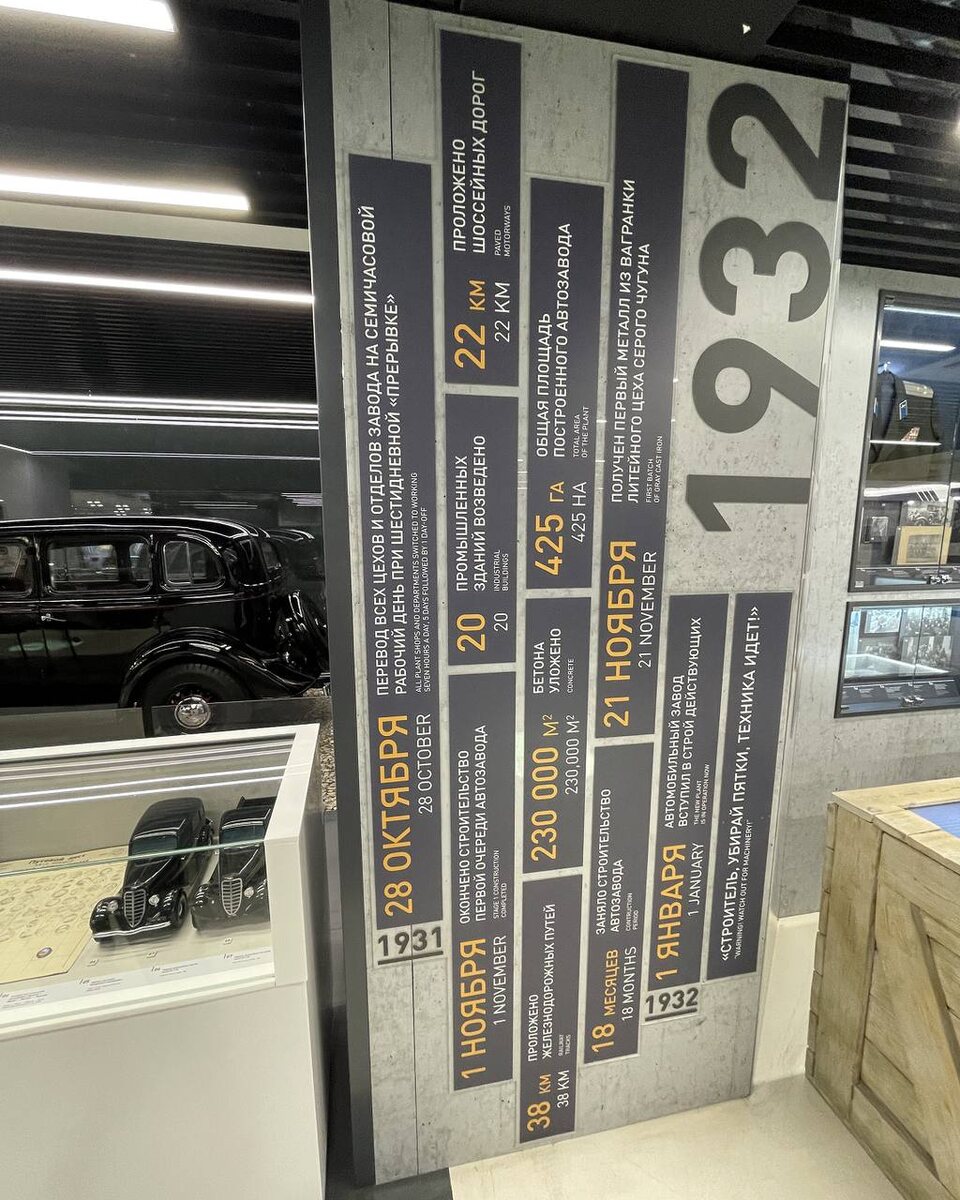 1931
28 ОКТЯБРЯ
28 OCTOBER
ПЕРЕВОД ВСЕХ ЦЕХОВ И ОТДЕЛОВ ЗАВОДА НА СЕМИЧАСОВОЙ
РАБОЧИЙ ДЕНЬ ПРИ ШЕСТИДНЕВНОЙ «ПРЕРЫВКЕ»
ALL PLANT SHOPS AND DEPARTMENTS SWITCHED TO WORKING
SEVEN HOURS A DAY, 5 DAYS FOLLOWED BY 1 DAY-OFF
1 НОЯБРЯ
1 NOVEMBER
ОКОНЧЕНО СТРОИТЕЛЬСТВО
ПЕРВОЙ ОЧЕРЕДИ АВТОЗАВОДА
STAGE 1 CONSTRUCTION
COMPLETED
20
20
ПРОМЫШЛЕННЫХ
ЗДАНИЙ ВОЗВЕДЕНО
INDUSTRIAL
BUILDINGS
22 КМ
22 KM
ПРОЛОЖЕНО
ШОССЕЙНЫХ ДОРОГ
PAVED
MOTORWAYS
38 КМ
38 KM
ПРОЛОЖЕНО
ЖЕЛЕЗНОДОРОЖНЫХ ПУТЕЙ
RAILWAY
TRACKS
230 000 М²
230,000 M²
БЕТОНА
УЛОЖЕНО
CONCRETE
425 ГА
425 HA
ОБЩАЯ ПЛОЩАДЬ
ПОСТРОЕННОГО АВТОЗАВОДА
TOTAL AREA
OF THE PLANT
18 МЕСЯЦЕВ
18 MONTHS
ЗАНЯЛО СТРОИТЕЛЬСТВО
АВТОЗАВОДА
CONTRUCTION
PERIOD
21 НОЯБРЯ
21 NOVEMBER
ПОЛУЧЕН ПЕРВЫЙ МЕТАЛЛ ИЗ ВАГРАНКИ
ЛИТЕЙНОГО ЦЕХА СЕРОГО ЧУГУНА
FIRST BATCH
OF GRAY CAST IRON
1932
1 ЯНВАРЯ
1 JANUARY
АВТОМОБИЛЬНЫЙ ЗАВОД
ВСТУПИЛ В СТРОЙ ДЕЙСТВУЮЩИХ
THE NEW PLANT
IS IN OPERATION NOW
1932
«СТРОИТЕЛЬ, УБИРАЙ ПЯТКИ, ТЕХНИКА ИДЕТ!»
"WARNING! WATCH OUT FOR MACHINERY!"